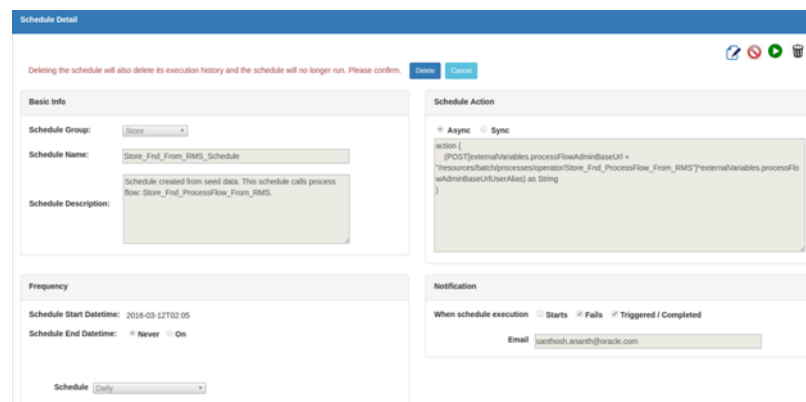 Schedule Detail
Deleting the schedule will also delete its execution history and the schedule will no longer run. Please confirm. Delete Cancel
Basic Info
Schedule Group: Store
Schedule Name: Store_Fnd_From_RMS_Schedule
Schedule Description: Schedule created from seed data. This schedule calls process
flow: Store_Fnd_ProcessFlow_From_RMS.
Schedule Action
Async Sync
action {
(POST]externalVariables.processFlowAdminBaseUrl +
"/resources/batch/processes/operator/Store_Fnd_ProcessFlow_From_RMS"]^externalVariables.processFlo
wAdminBaseUrlUserAlias) as String
}
Frequency
Schedule Start Datetime: 2016-03-12T02:05
Schedule End Datetime: Never On
Schedule Daily
Notification
When schedule execution Starts Fails Triggered / Completed
Email santhosh.ananth@oracle.com